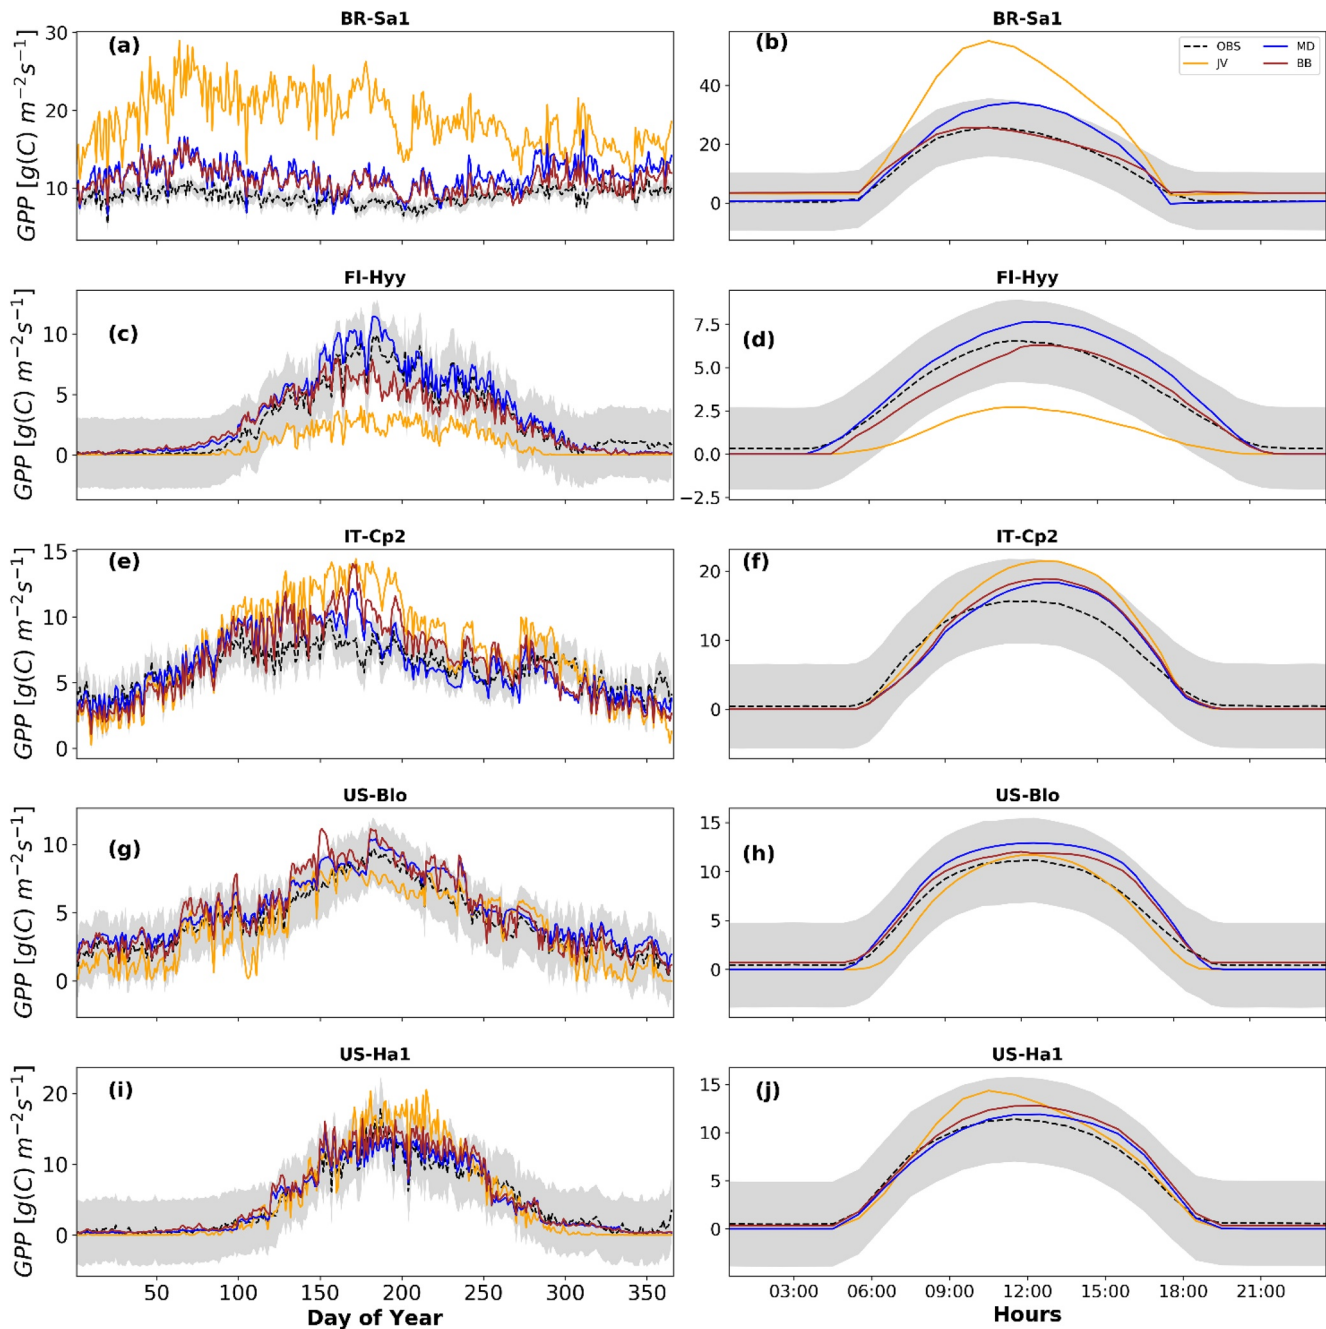 BR-Sa1
BR-Sa1
GPP [g(C) m⁻²s⁻¹]
30
20
10
(a)
40
20
0
(b)
OBS
JV
MD
BB
FI-Hyy
FI-Hyy
GPP [g(C) m⁻²s⁻¹]
10
5
0
(c)
7.5
5.0
2.5
0.0
−2.5
(d)
IT-Cp2
IT-Cp2
GPP [g(C) m⁻²s⁻¹]
15
10
5
0
(e)
20
10
0
(f)
US-Blo
US-Blo
GPP [g(C) m⁻²s⁻¹]
10
5
0
(g)
15
10
5
0
(h)
US-Ha1
US-Ha1
GPP [g(C) m⁻²s⁻¹]
20
10
0
(i)
15
10
5
0
(j)
50 100 150 200 250 300 350
Day of Year
03:00 06:00 09:00 12:00 15:00 18:00 21:00
Hours